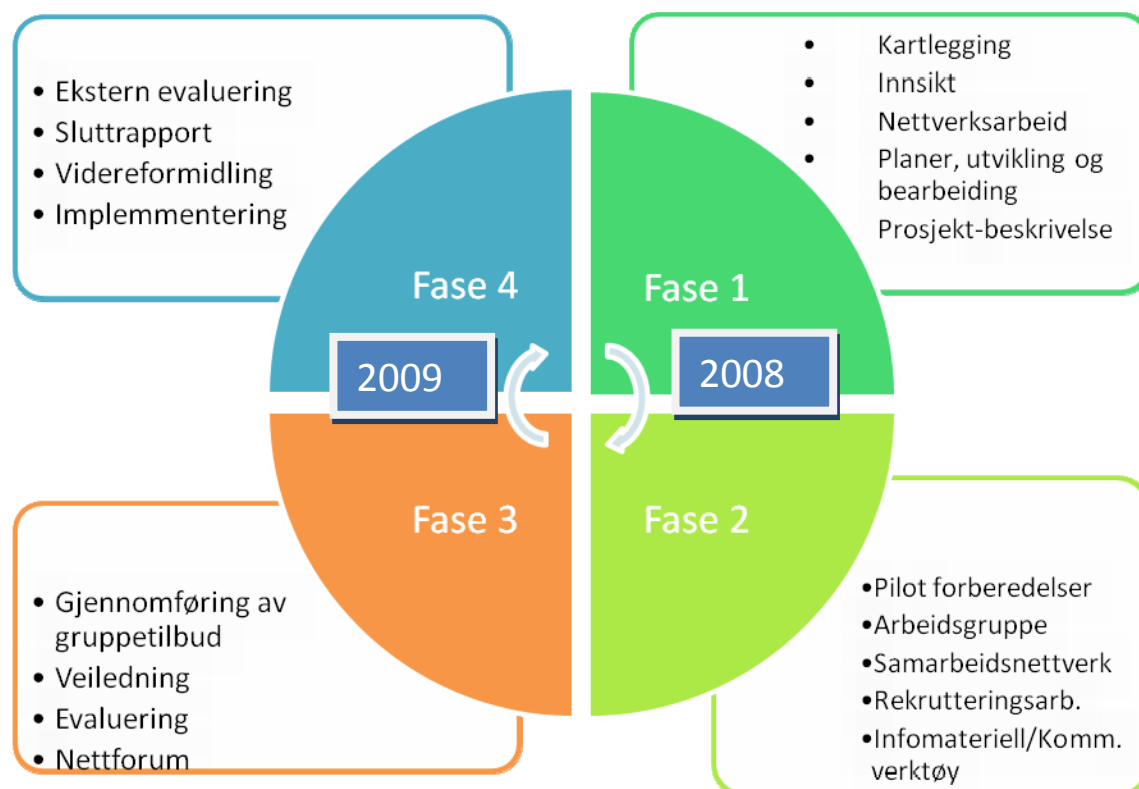 • Ekstern evaluering
• Sluttrapport
• Videreformidling
• Implemmentering
• Kartlegging
• Innsikt
• Nettverksarbeid
• Planer, utvikling og
bearbeiding
Prosjekt-beskrivelse
Fase 4
Fase 1
2009
2008
Fase 3
Fase 2
• Gjennomføring av
gruppetilbud
• Veiledning
• Evaluering
• Nettforum
•Pilot forberedelser
•Arbeidsgruppe
•Samarbeidsnettverk
•Rekrutteringsarb.
•Infomateriell/Komm.
verktøy